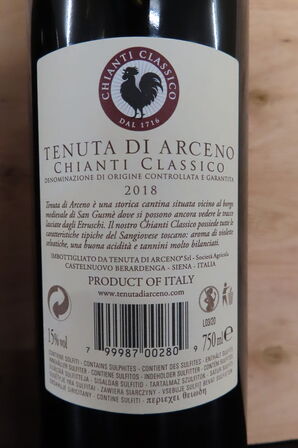 CHIANTI CLASSICO
DAL 1716
TENUTA DI ARCENO
CHIANTI CLASSICO
DENOMINAZIONE DI ORIGINE CONTROLLATA E GARANTITA
2018
Tenuta di Arceno è una storica cantina situata vicino al borgo
medievale di San Gusmè dove si possono ancora vedere le tracce
lasciate dagli Etruschi. Il nostro Chianti Classico possiede tutte le
caratteristiche tipiche del Sangiovese toscano: aroma di violette
selvatiche, una buona acidità e tannini molto bilanciati.
IMBOTTIGLIATO DA TENUTA DI ARCENO® Srl - Società Agricola
CASTELNUOVO BERARDENGA - SIENA - ITALIA
PRODUCT OF ITALY
www.tenutadiarceno.com
15%vol
L03/20
750 ml e
7 99987 00280 9
CONTIENE SOLFITI - CONTAINS SULPHITES - CONTIENT DES SULFITES - ENTHÄLT